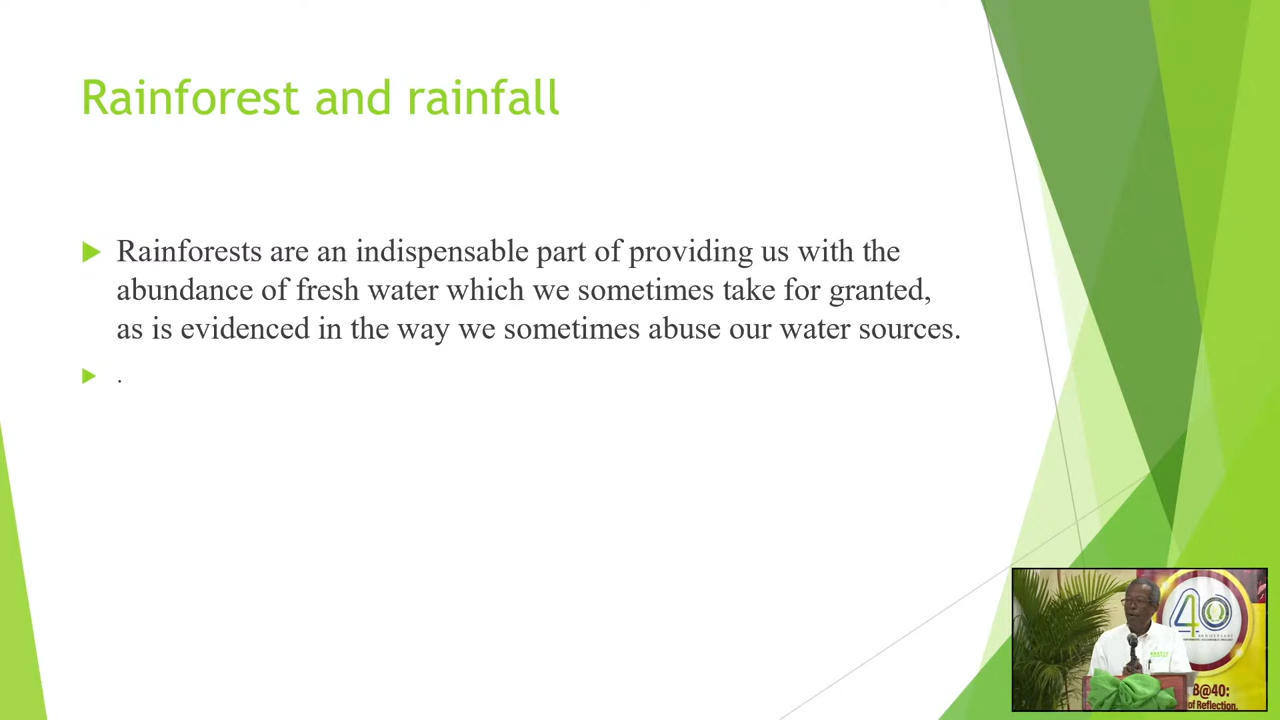 Rainforest and rainfall
Rainforests are an indispensable part of providing us with the
abundance of fresh water which we sometimes take for granted,
as is evidenced in the way we sometimes abuse our water sources.
.
40
B@40:
of Reflection.